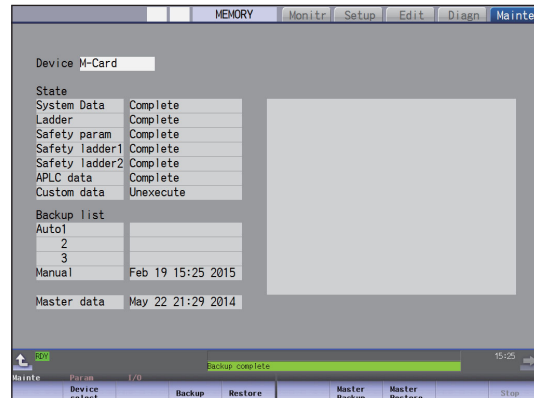 MEMORY Monitr Setup Edit Diagn Mainte
Device M-Card
State
System Data Complete
Ladder Complete
Safety param Complete
Safety ladder1 Complete
Safety ladder2 Complete
APLC data Complete
Custom data Unexecute
Backup list
Auto1
2
3
Manual Feb 19 15:25 2015
Master data May 22 21:29 2014
RDY 15:25
Backup complete
Mainte Param I/O
Device select Backup Restore Master Backup Master Restore Stop